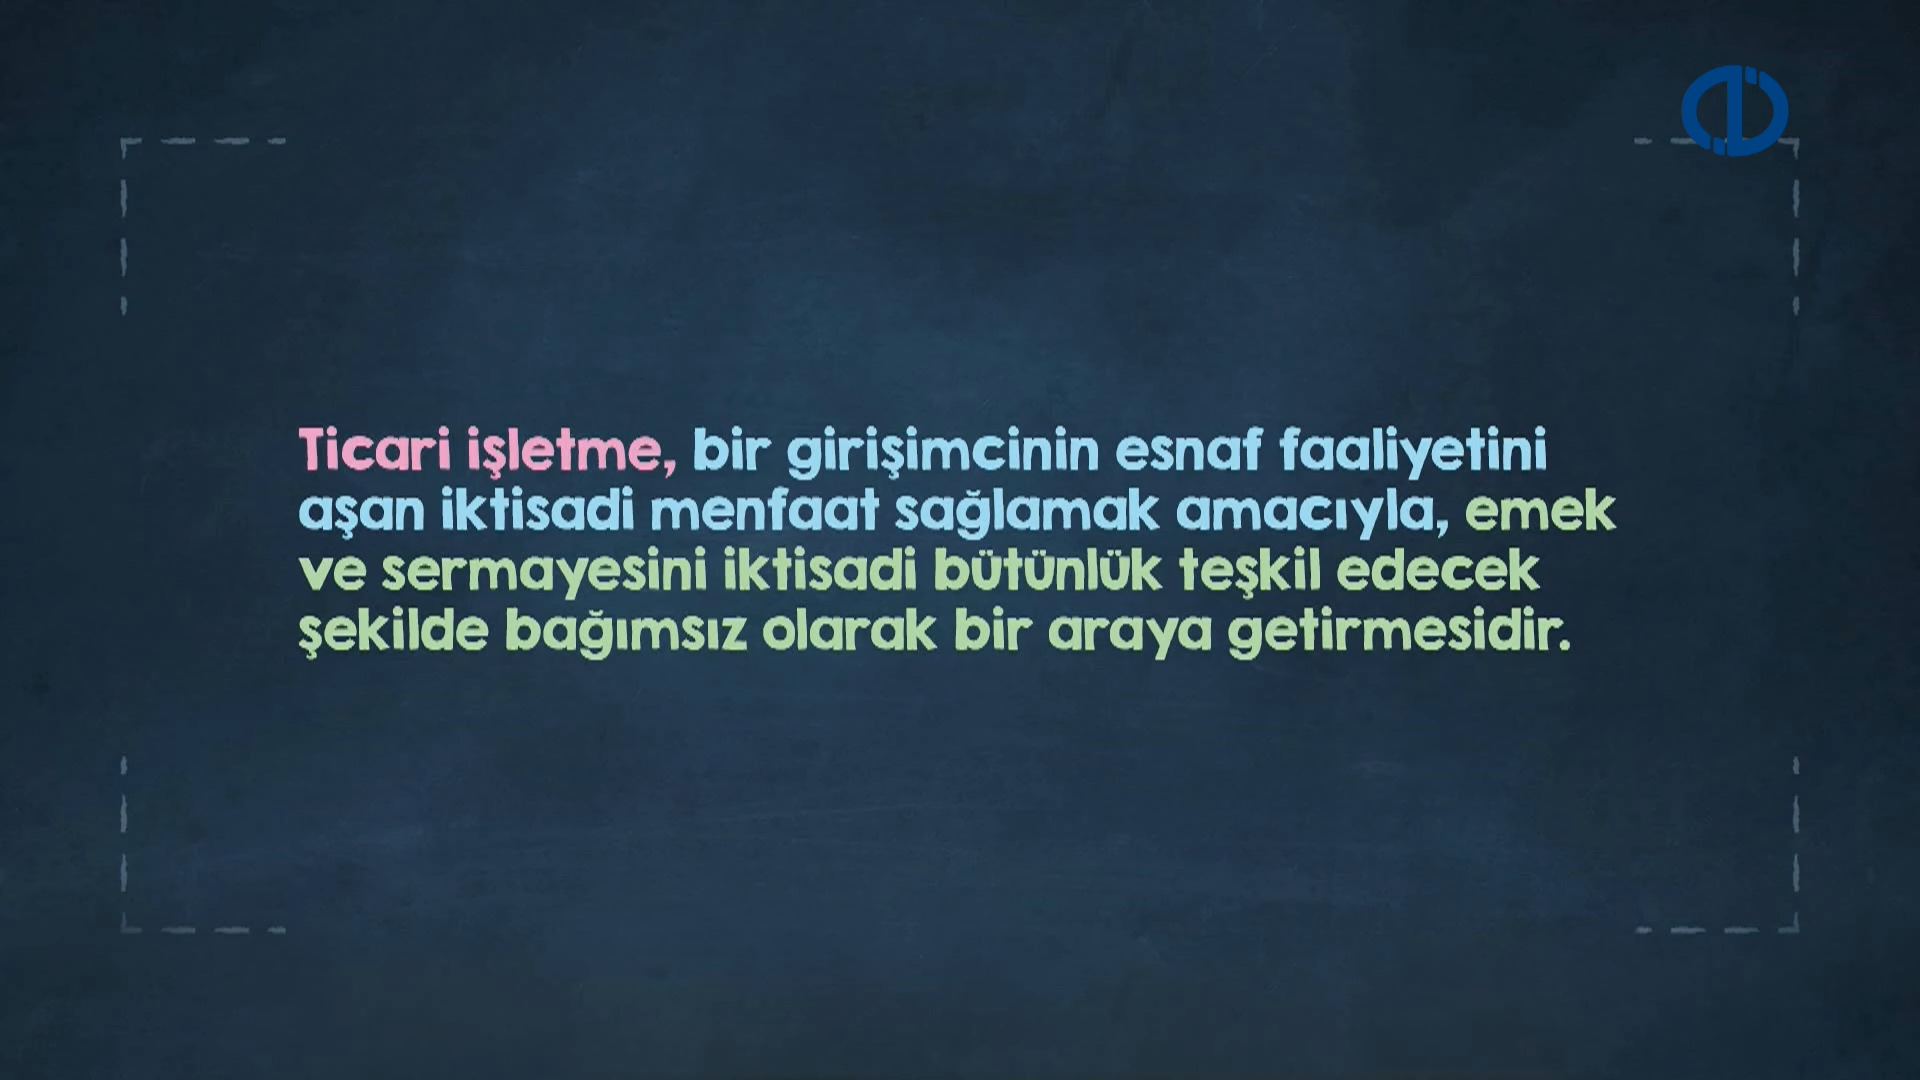 Ticari işletme, bir girişimcinin esnaf faaliyetini
aşan iktisadi menfaat sağlamak amacıyla, emek
ve sermayesini iktisadi bütünlük teşkil edecek
şekilde bağımsız olarak bir araya getirmesidir.